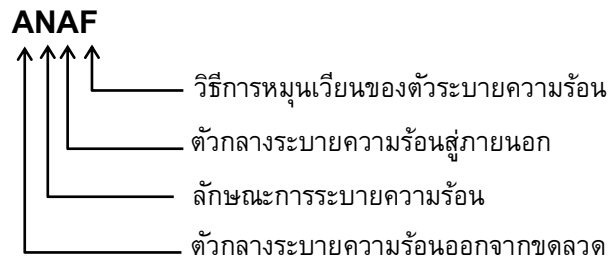 ANAF
วิธีการหมุนเวียนของตัวระบายความร้อน
ตัวกลางระบายความร้อนสู่ภายนอก
ลักษณะการระบายความร้อน
ตัวกลางระบายความร้อนออกจากขดลวด